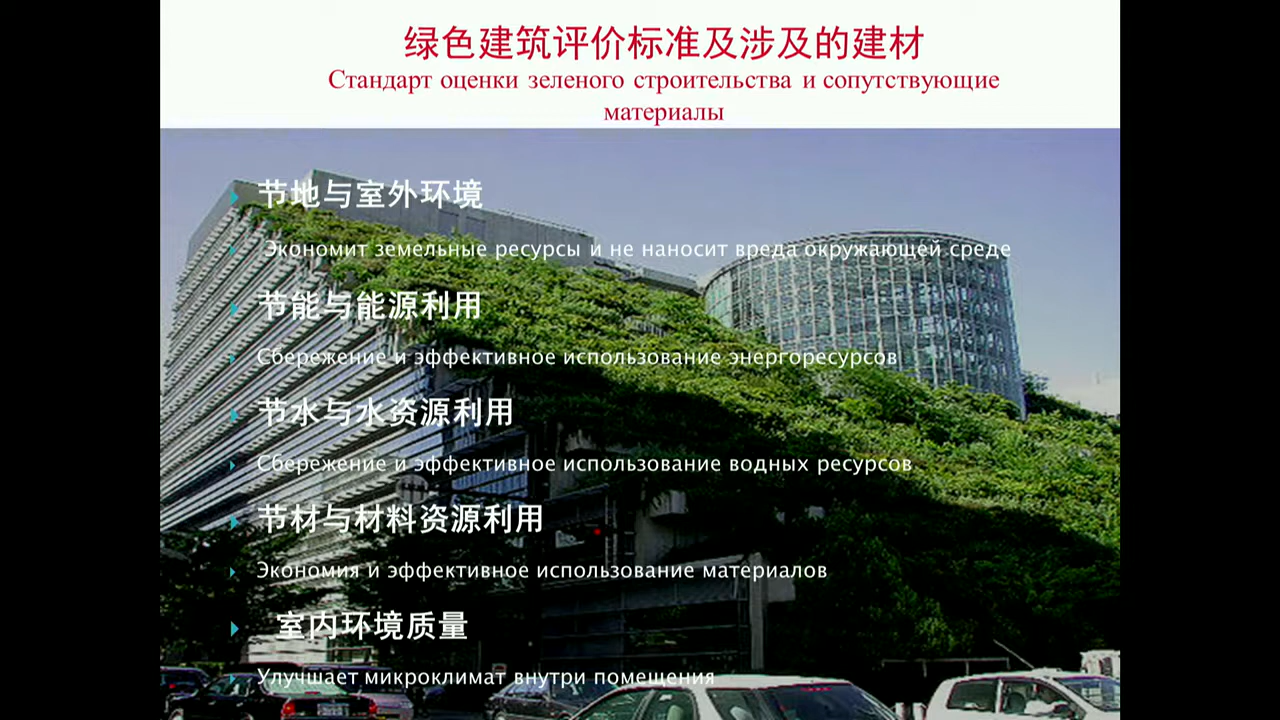 绿色建筑评价标准及涉及的建材
Стандарт оценки зеленого строительства и сопутствующие
материалы
节地与室外环境
Экономит земельные ресурсы и не наносит вреда окружающей среде
节能与能源利用
Сбережение и эффективное использование энергоресурсов
节水与水资源利用
Сбережение и эффективное использование водных ресурсов
节材与材料资源利用
Экономия и эффективное использование материалов
室内环境质量
Улучшает микроклимат внутри помещения